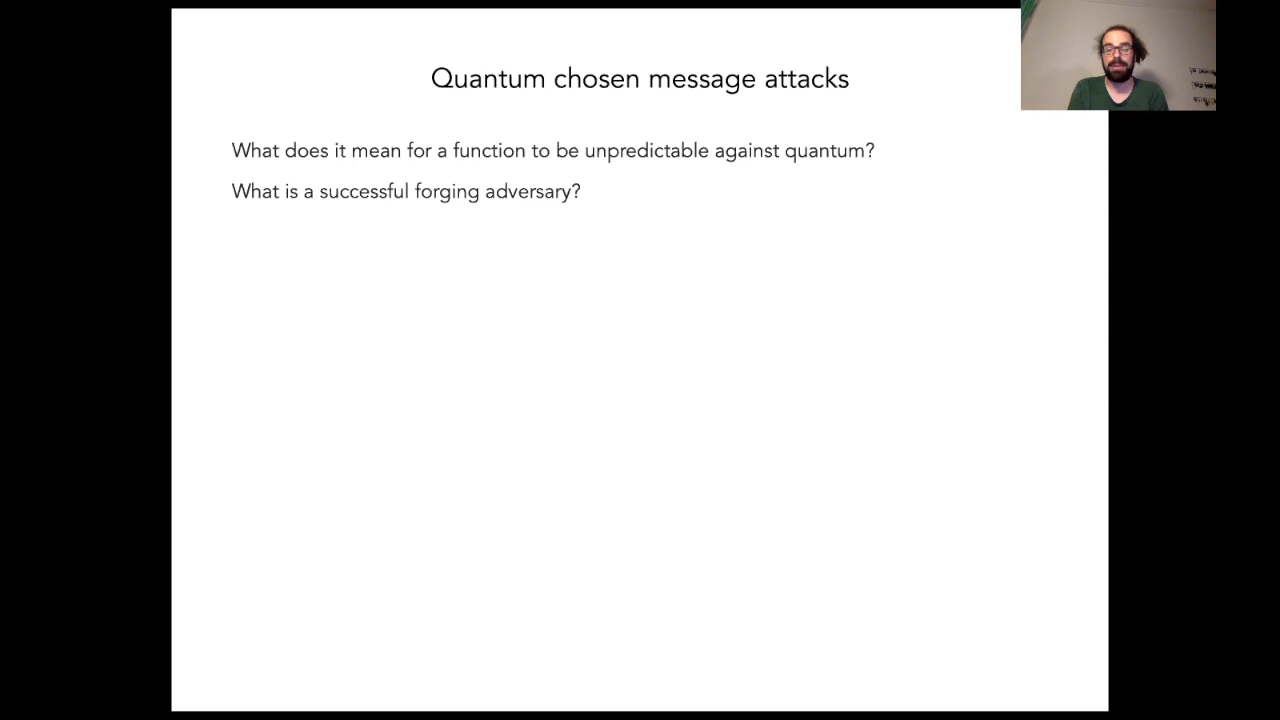 Quantum chosen message attacks
What does it mean for a function to be unpredictable against quantum?
What is a successful forging adversary?